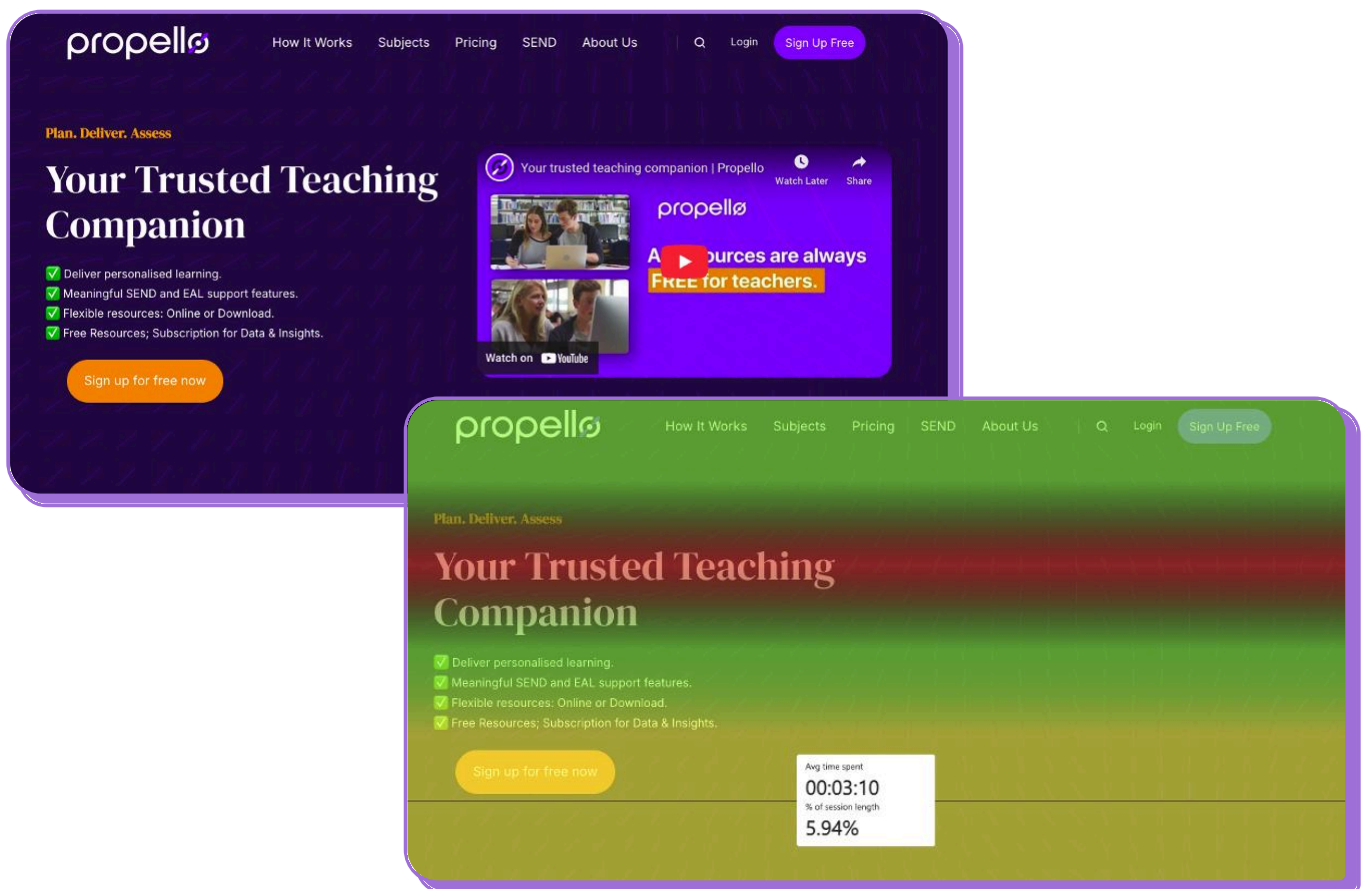 propello
How It Works Subjects Pricing SEND About Us Login Sign Up Free
Plan. Deliver. Assess
Your Trusted Teaching
Companion
✅ Deliver personalised learning.
✅ Meaningful SEND and EAL support features.
✅ Flexible resources: Online or Download.
✅ Free Resources; Subscription for Data & Insights.
Sign up for free now
Your trusted teaching companion | Propello
Watch Later Share
propello
are always
FREE for teachers.
Watch on YouTube
propello
How It Works Subjects Pricing SEND About Us Login Sign Up Free
Plan. Deliver. Assess
Your Trusted Teaching
Companion
✅ Deliver personalised learning.
✅ Meaningful SEND and EAL support features.
✅ Flexible resources: Online or Download.
✅ Free Resources; Subscription for Data & Insights.
Sign up for free now
Avg time spent
00:03:10
% of session length
5.94%